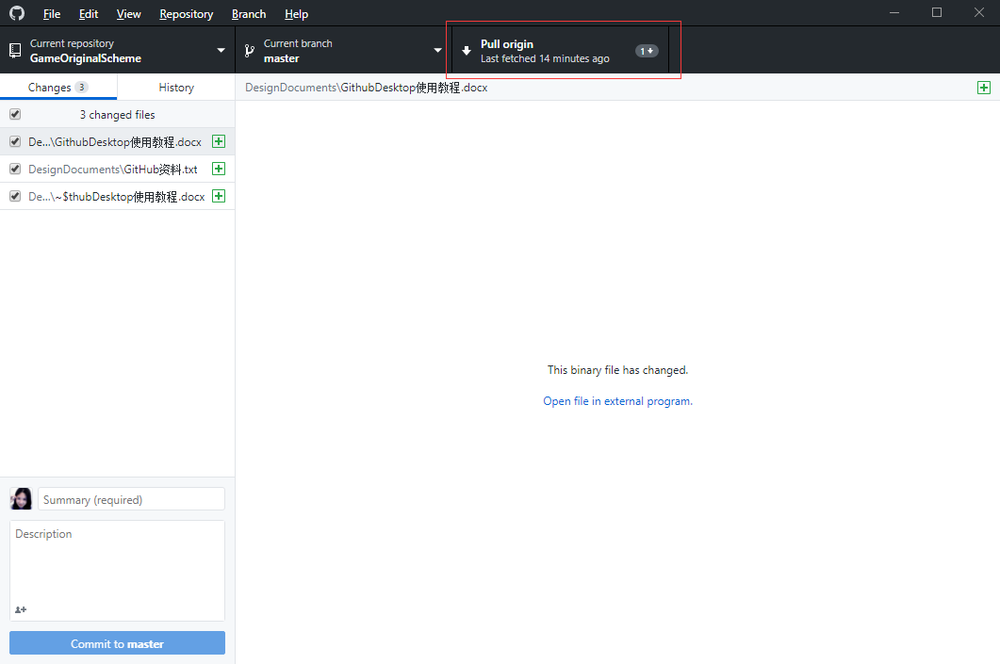 File Edit View Repository Branch Help
Current repository
GameOriginalScheme
Current branch
master
Pull origin
Last fetched 14 minutes ago
1
Changes 3
History
DesignDocuments\GithubDesktop使用教程.docx
3 changed files
De...\GithubDesktop使用教程.docx
DesignDocuments\GitHub资料.txt
De...\~$thubDesktop使用教程.docx
This binary file has changed.
Open file in external program.
Summary (required)
Description
Commit to master